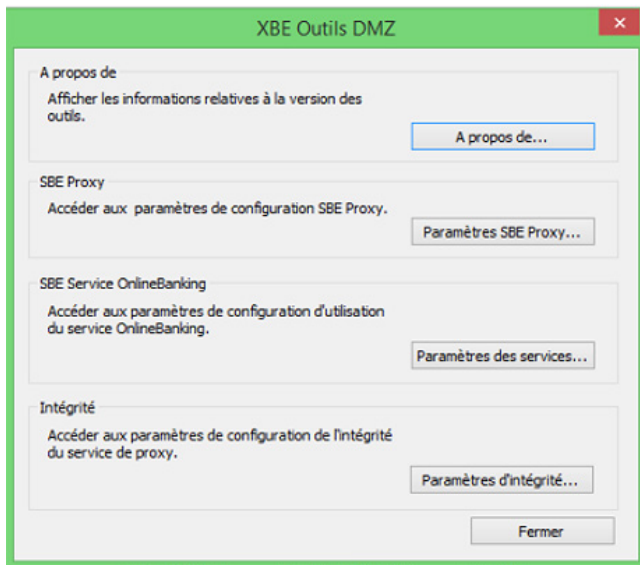 XBE Outils DMZ
A propos de
Afficher les informations relatives à la version des
outils.
A propos de...
SBE Proxy
Accéder aux paramètres de configuration SBE Proxy.
Paramètres SBE Proxy...
SBE Service OnlineBanking
Accéder aux paramètres de configuration d'utilisation
du service OnlineBanking.
Paramètres des services...
Intégrité
Accéder aux paramètres de configuration de l'intégrité
du service de proxy.
Paramètres d'intégrité...
Fermer